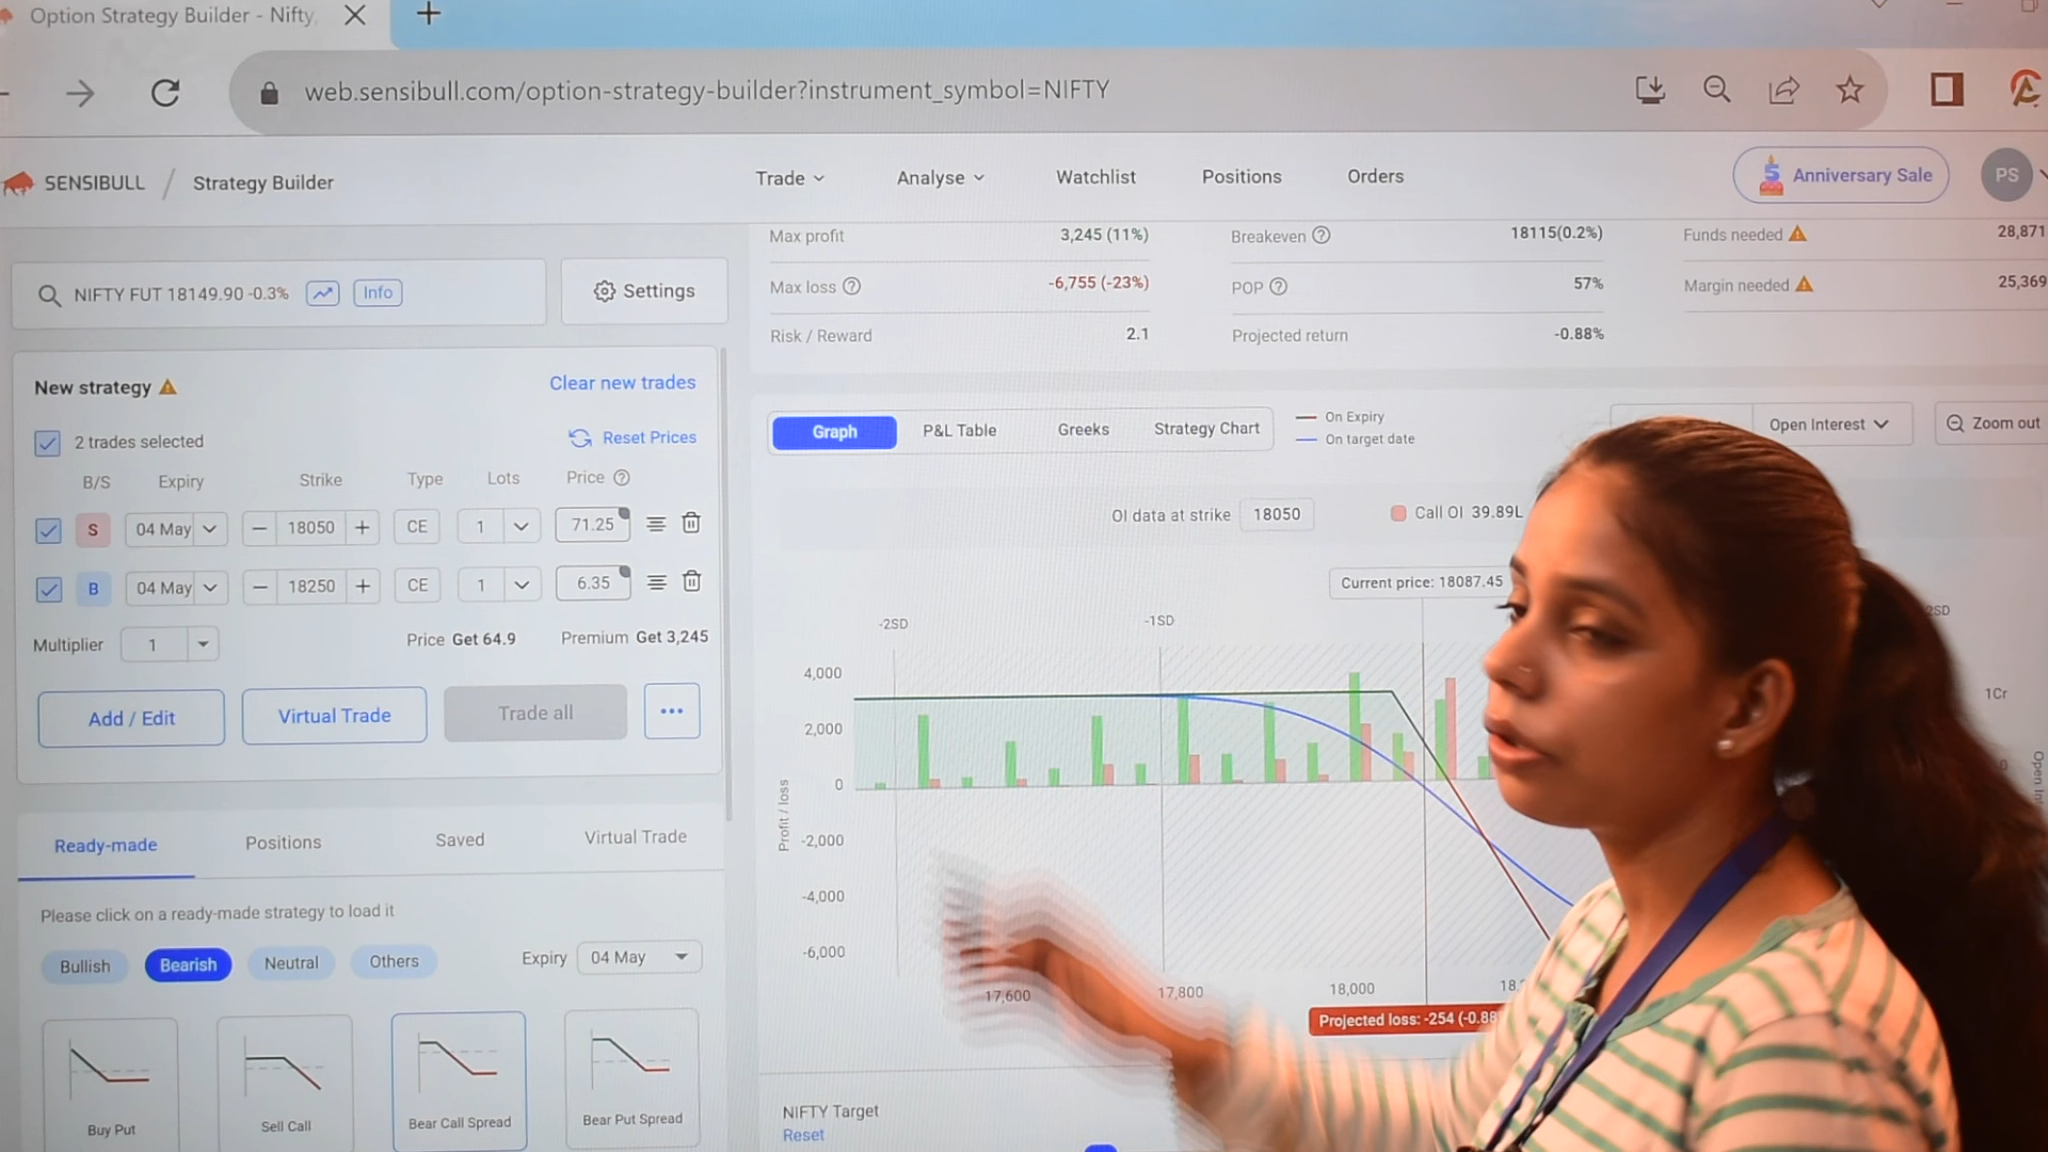 Option Strategy Builder - Nifty
web.sensibull.com/option-strategy-builder?instrument_symbol=NIFTY
SENSIBULL / Strategy Builder
Trade
Analyse
Watchlist
Positions
Orders
5
Anniversary Sale
PS
NIFTY FUT 18149.90 -0.3%
Info
Settings
Max profit 3,245 (11%)
Max loss -6,755 (-23%)
Risk / Reward 2.1
Breakeven 18115(0.2%)
POP 57%
Projected return -0.88%
Funds needed 28,871
Margin needed 25,369
New strategy
Clear new trades
2 trades selected
Reset Prices
B/S Expiry Strike Type Lots Price
S 04 May − 18050 + CE 1 71.25
B 04 May − 18250 + CE 1 6.35
Multiplier 1
Price Get 64.9
Premium Get 3,245
Add / Edit
Virtual Trade
Trade all
Ready-made
Positions
Saved
Virtual Trade
Please click on a ready-made strategy to load it
Bullish
Bearish
Neutral
Others
Expiry 04 May
Buy Put
Sell Call
Bear Call Spread
Bear Put Spread
Graph
P&L Table
Greeks
Strategy Chart
On Expiry
On target date
Open Interest
Zoom out
OI data at strike 18050
Call OI 39.89L
Current price: 18087.45
-2SD
-1SD
2SD
4,000
2,000
0
-2,000
-4,000
-6,000
Profit / loss
1Cr
17,600
17,800
18,000
Projected loss: -254 (-0.88
NIFTY Target
Reset